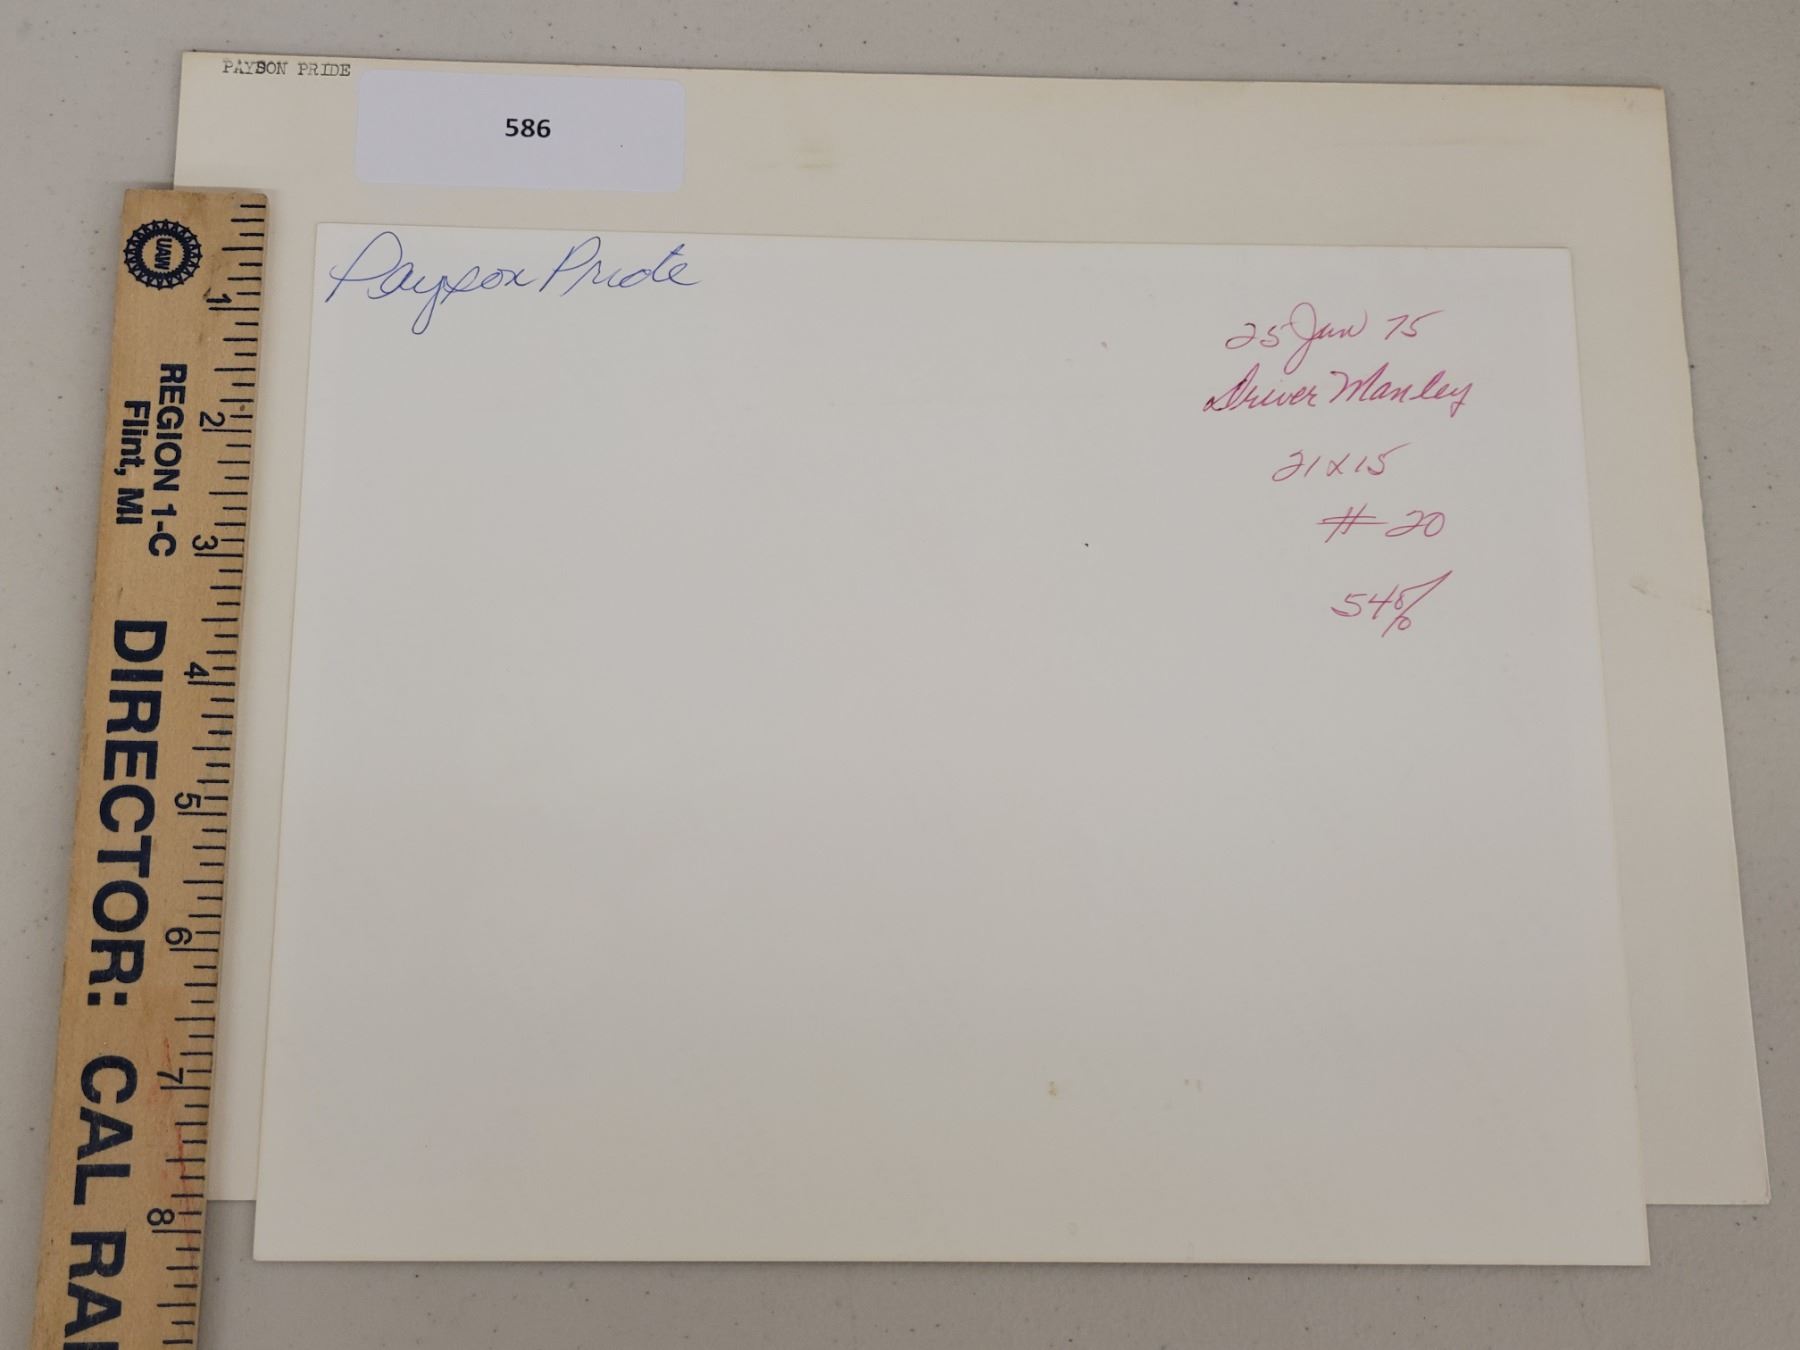 PAYSON PRIDE
586
Payson Pride
25 Jan 75
Driver Manley
21x15
# 20
54%
UAW
REGION 1-C
Flint, MI
DIRECTOR: CAL RA
1
2
3
4
5
6
7
8